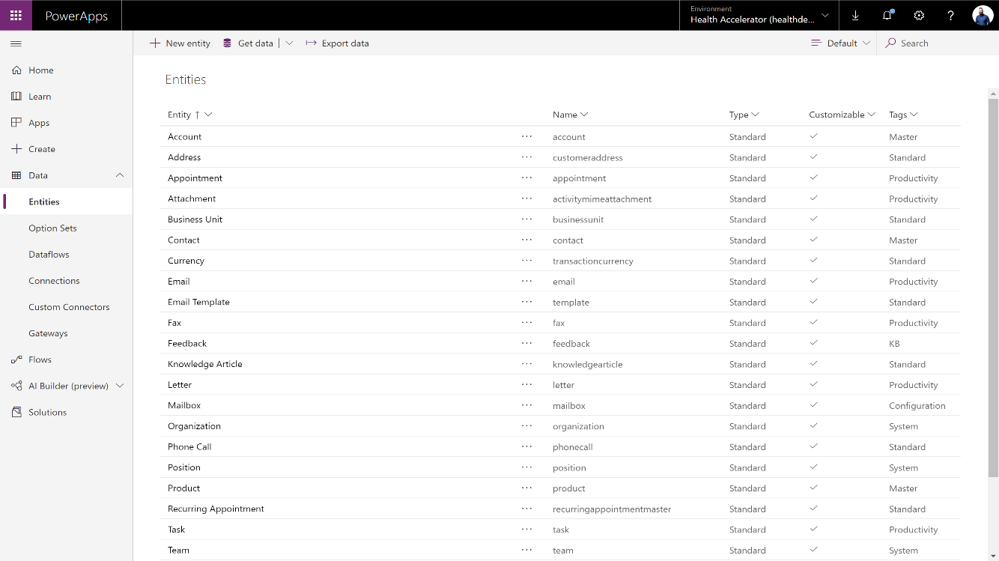 PowerApps
Environment
Health Accelerator (healthde...
New entity
Get data
Export data
Default
Search
Home
Learn
Apps
Create
Data
Entities
Option Sets
Dataflows
Connections
Custom Connectors
Gateways
Flows
AI Builder (preview)
Solutions
Entities
Entity ↑ Name Type Customizable Tags
Account ··· account Standard ✓ Master
Address ··· customeraddress Standard ✓ Standard
Appointment ··· appointment Standard ✓ Productivity
Attachment ··· activitymimeattachment Standard ✓ Productivity
Business Unit ··· businessunit Standard ✓ Standard
Contact ··· contact Standard ✓ Master
Currency ··· transactioncurrency Standard ✓ Standard
Email ··· email Standard ✓ Productivity
Email Template ··· template Standard ✓ Standard
Fax ··· fax Standard ✓ Productivity
Feedback ··· feedback Standard ✓ KB
Knowledge Article ··· knowledgearticle Standard ✓ Standard
Letter ··· letter Standard ✓ Productivity
Mailbox ··· mailbox Standard ✓ Configuration
Organization ··· organization Standard ✓ System
Phone Call ··· phonecall Standard ✓ Standard
Position ··· position Standard ✓ System
Product ··· product Standard ✓ Master
Recurring Appointment ··· recurringappointmentmaster Standard ✓ Standard
Task ··· task Standard ✓ Productivity
Team ··· team Standard ✓ System